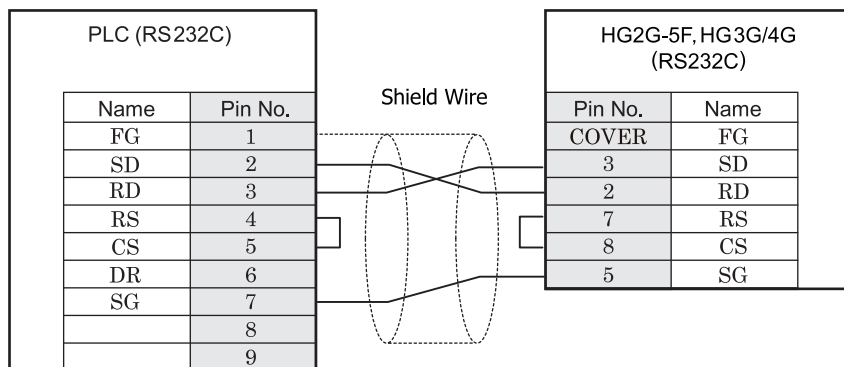 PLC (RS232C)
HG2G-5F, HG3G/4G
(RS232C)
Shield Wire
Name Pin No.
FG 1
SD 2
RD 3
RS 4
CS 5
DR 6
SG 7
8
9
Pin No. Name
COVER FG
3 SD
2 RD
7 RS
8 CS
5 SG